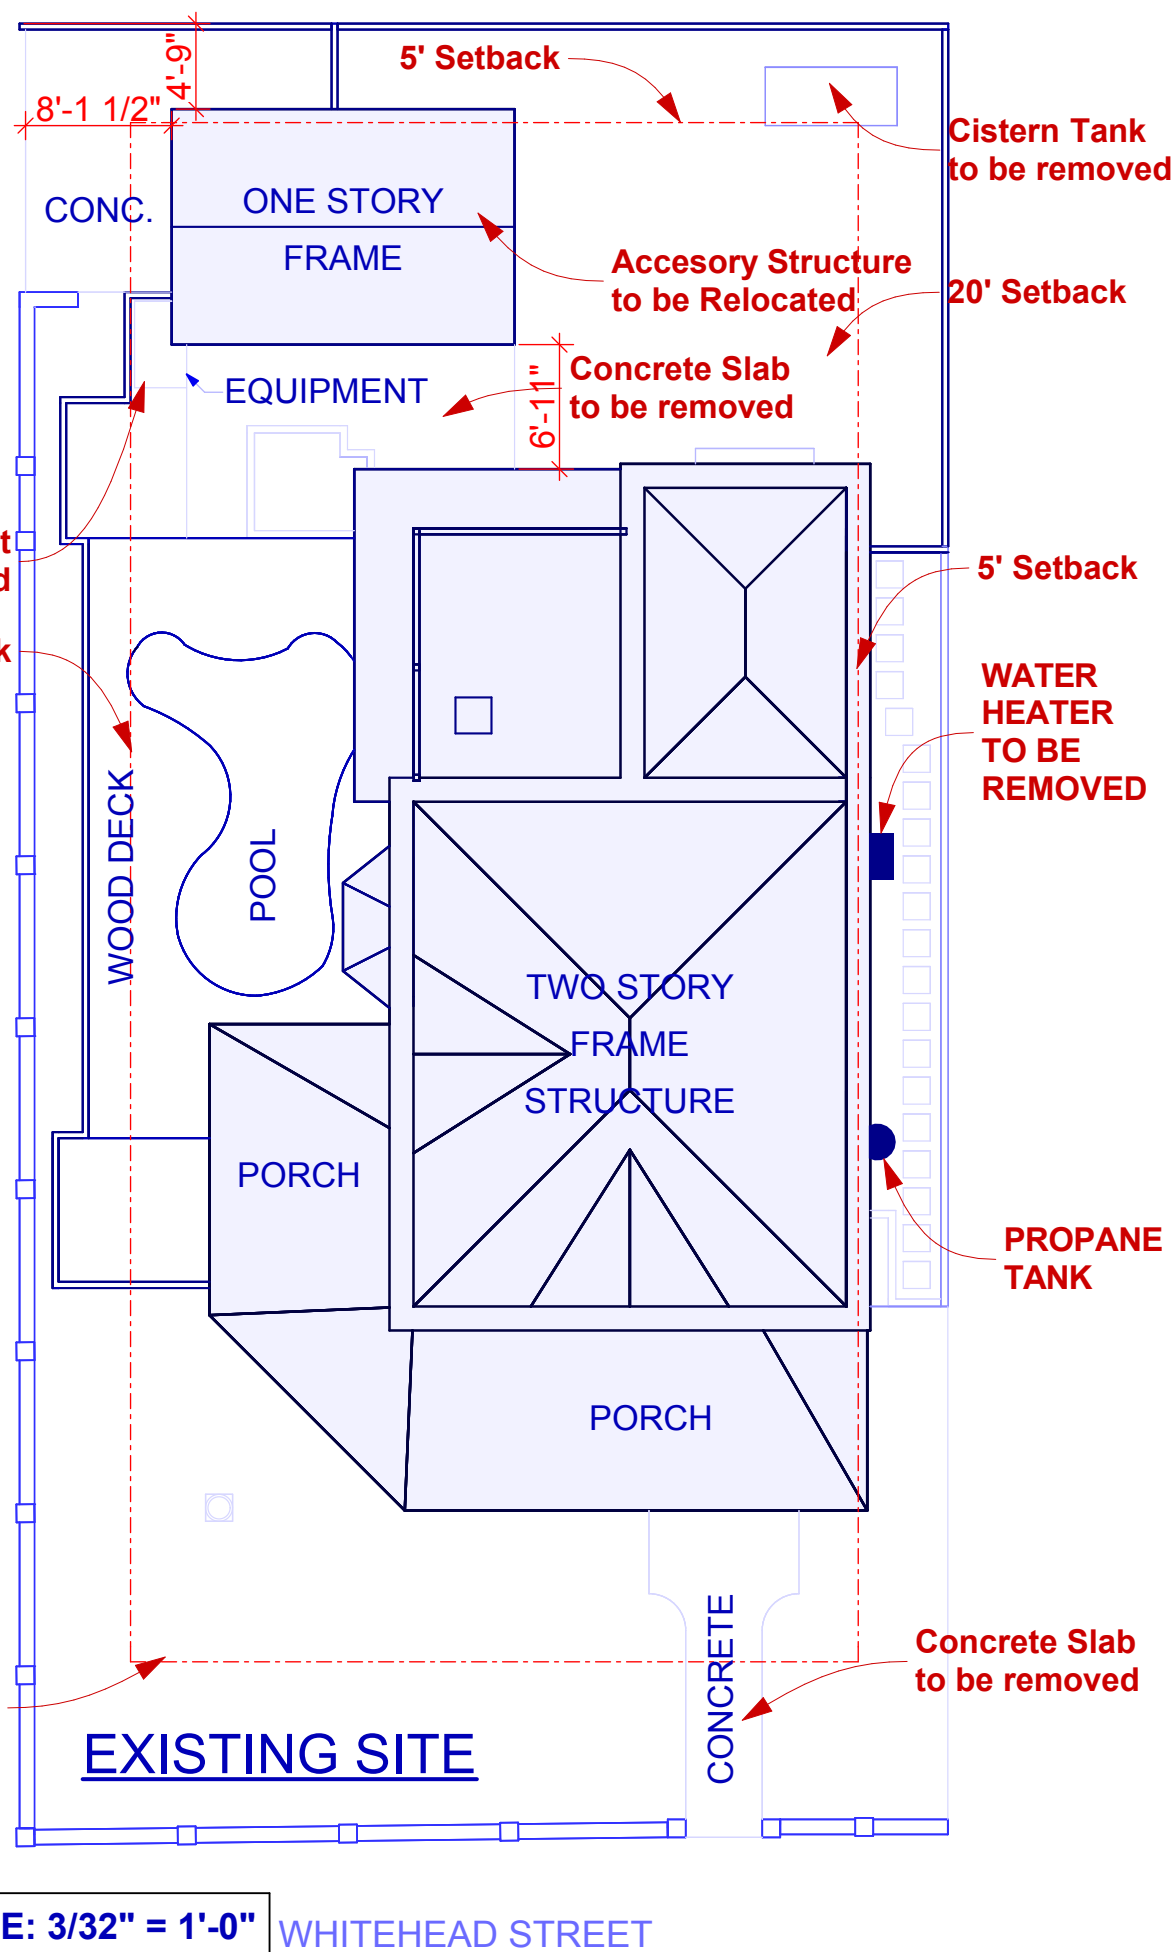 4'-9"
5' Setback
8'-1 1/2"
Cistern Tank
to be removed
CONC.
ONE STORY
FRAME
Accesory Structure
to be Relocated
20' Setback
EQUIPMENT
6'-11"
Concrete Slab
to be removed
5' Setback
WATER
HEATER
TO BE
REMOVED
WOOD DECK
POOL
TWO STORY
FRAME
STRUCTURE
PORCH
PROPANE
TANK
PORCH
CONCRETE
Concrete Slab
to be removed
EXISTING SITE
E: 3/32" = 1'-0"
WHITEHEAD STREET